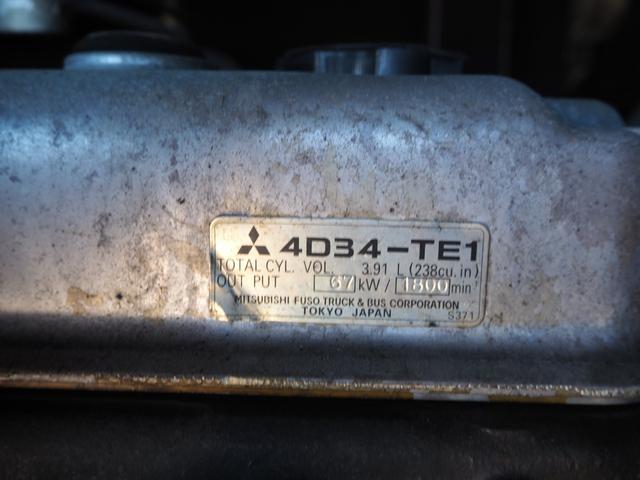 4D34-TE1
TOTAL CYL. VOL. 3.91 L (238cu. in)
OUT PUT 67 kW / 1800 min⁻¹
MITSUBISHI FUSO TRUCK & BUS CORPORATION
TOKYO JAPAN
S371